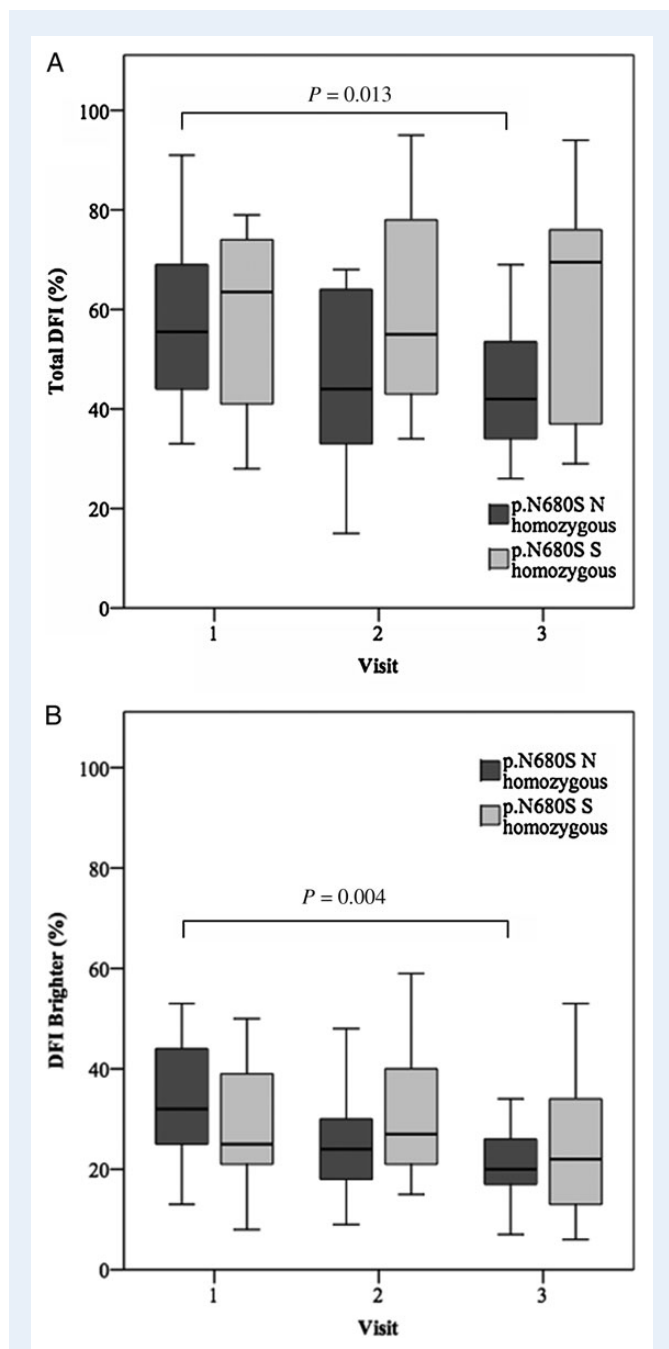 A
P = 0.013
100
80
60
40
20
0
Total DFI (%)
p.N680S N
homozygous
p.N680S S
homozygous
1 2 3
Visit
B
p.N680S N
homozygous
p.N680S S
homozygous
P = 0.004
100
80
60
40
20
0
DFI Brighter (%)
1 2 3
Visit